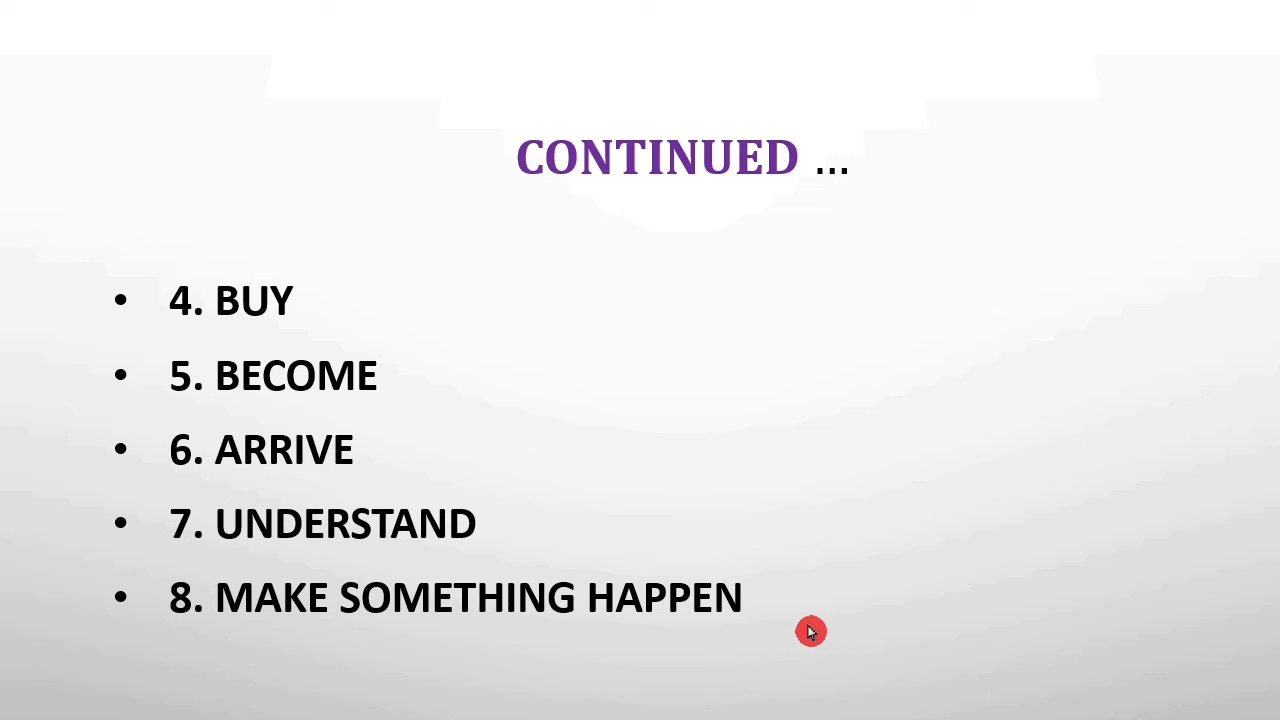 CONTINUED ...
• 4. BUY
• 5. BECOME
• 6. ARRIVE
• 7. UNDERSTAND
• 8. MAKE SOMETHING HAPPEN